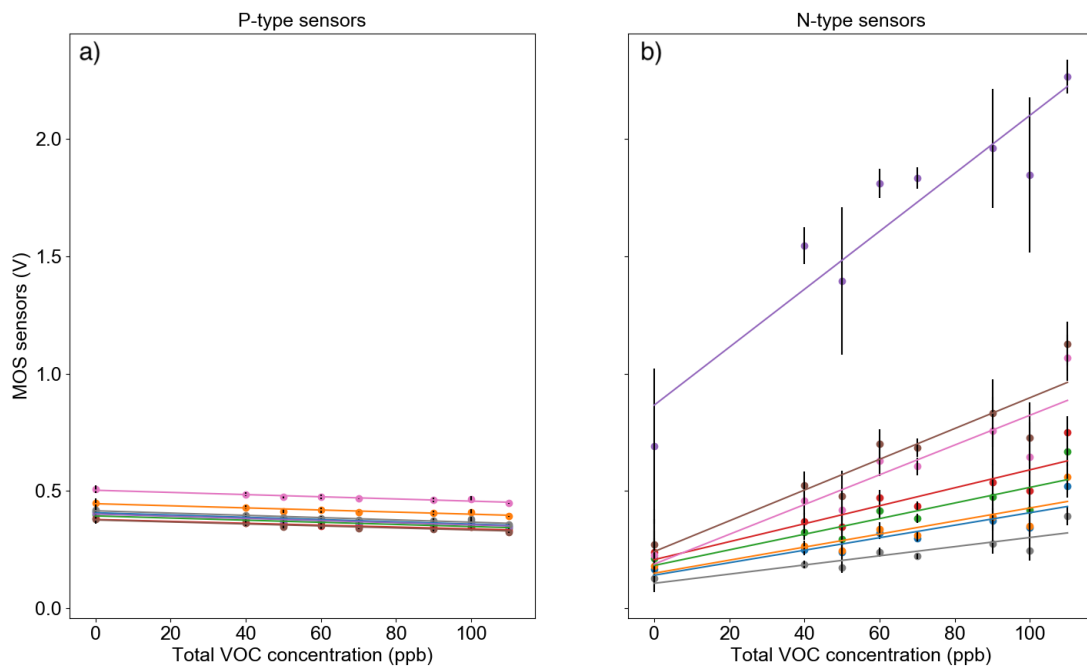 P-type sensors
N-type sensors
a)
b)
MOS sensors (V)
2.0
1.5
1.0
0.5
0.0
0 20 40 60 80 100
0 20 40 60 80 100
Total VOC concentration (ppb)
Total VOC concentration (ppb)